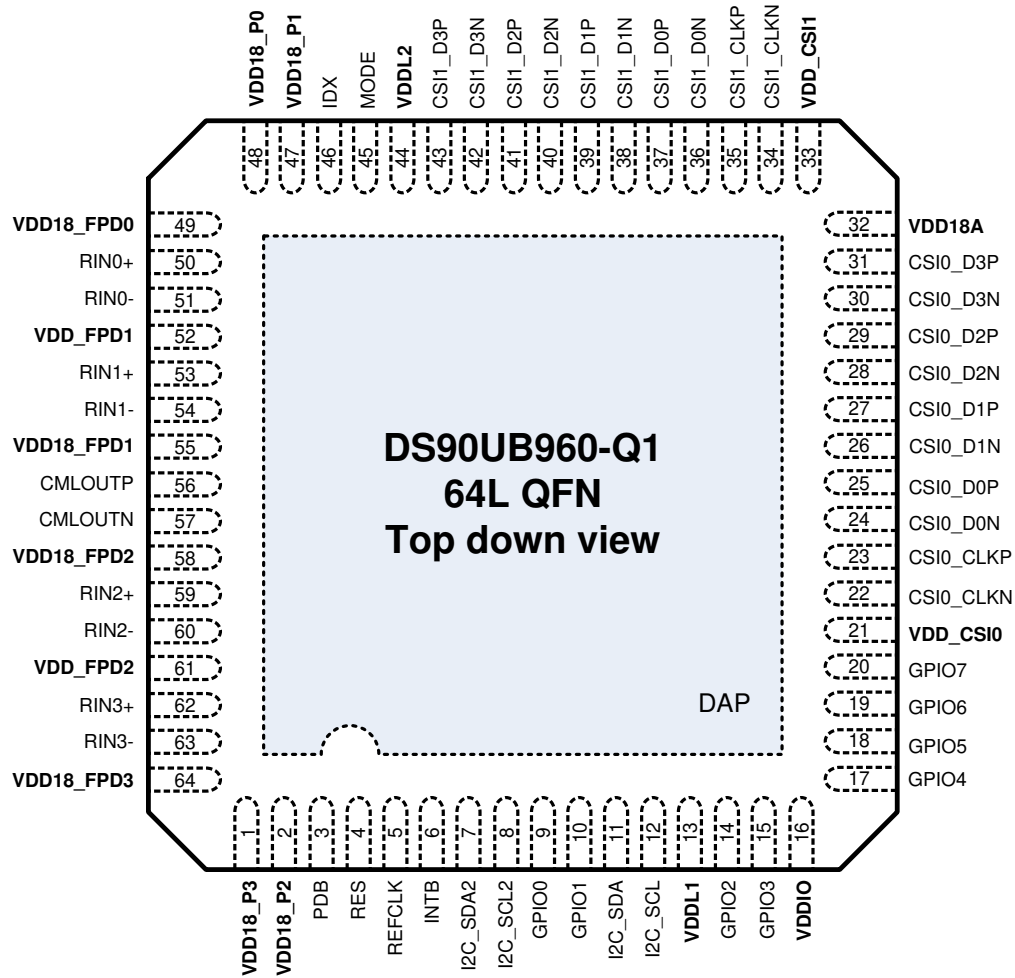 VDD18_P0
VDD18_P1
IDX
MODE
VDDL2
CSI1_D3P
CSI1_D3N
CSI1_D2P
CSI1_D2N
CSI1_D1P
CSI1_D1N
CSI1_D0P
CSI1_D0N
CSI1_CLKP
CSI1_CLKN
VDD_CSI1
48
47
46
45
44
43
42
41
40
39
38
37
36
35
34
33
VDD18_FPD0 49
RIN0+ 50
RIN0- 51
VDD_FPD1 52
RIN1+ 53
RIN1- 54
VDD18_FPD1 55
CMLOUTP 56
CMLOUTN 57
VDD18_FPD2 58
RIN2+ 59
RIN2- 60
VDD_FPD2 61
RIN3+ 62
RIN3- 63
VDD18_FPD3 64
DS90UB960-Q1
64L QFN
Top down view
DAP
32 VDD18A
31 CSI0_D3P
30 CSI0_D3N
29 CSI0_D2P
28 CSI0_D2N
27 CSI0_D1P
26 CSI0_D1N
25 CSI0_D0P
24 CSI0_D0N
23 CSI0_CLKP
22 CSI0_CLKN
21 VDD_CSI0
20 GPIO7
19 GPIO6
18 GPIO5
17 GPIO4
1
2
3
4
5
6
7
8
9
10
11
12
13
14
15
16
VDD18_P3
VDD18_P2
PDB
RES
REFCLK
INTB
I2C_SDA2
I2C_SCL2
GPIO0
GPIO1
I2C_SDA
I2C_SCL
VDDL1
GPIO2
GPIO3
VDDIO